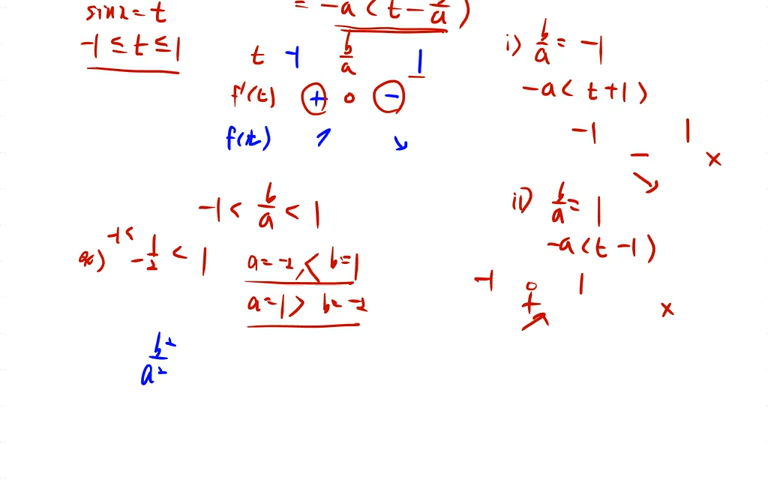 sin x = t
= -a(t - b/a)
-1 ≤ t ≤ 1
t -1 b/a 1
f'(t) + 0 -
f(t) ↗ ↘
i) b/a = -1
-a(t+1)
-1 1
- ×
↘
-1 < b/a < 1
ex) -1 < -1/2 < 1
a=-2 < b=1
a=1 > b=-2
ii) b/a = 1
-a(t-1)
-1 + 1
↗ ×
b²/a²